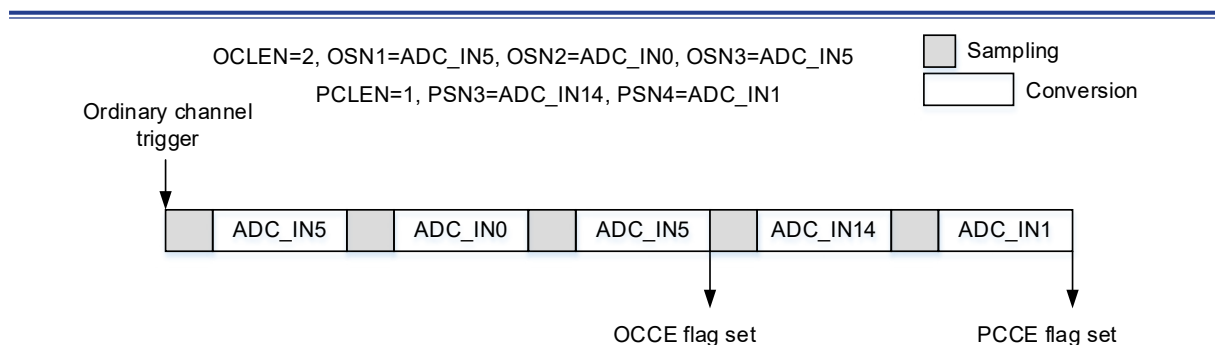 OCLEN=2, OSN1=ADC_IN5, OSN2=ADC_IN0, OSN3=ADC_IN5
Sampling
PCLEN=1, PSN3=ADC_IN14, PSN4=ADC_IN1
Conversion
Ordinary channel
trigger
ADC_IN5 ADC_IN0 ADC_IN5 ADC_IN14 ADC_IN1
OCCE flag set
PCCE flag set